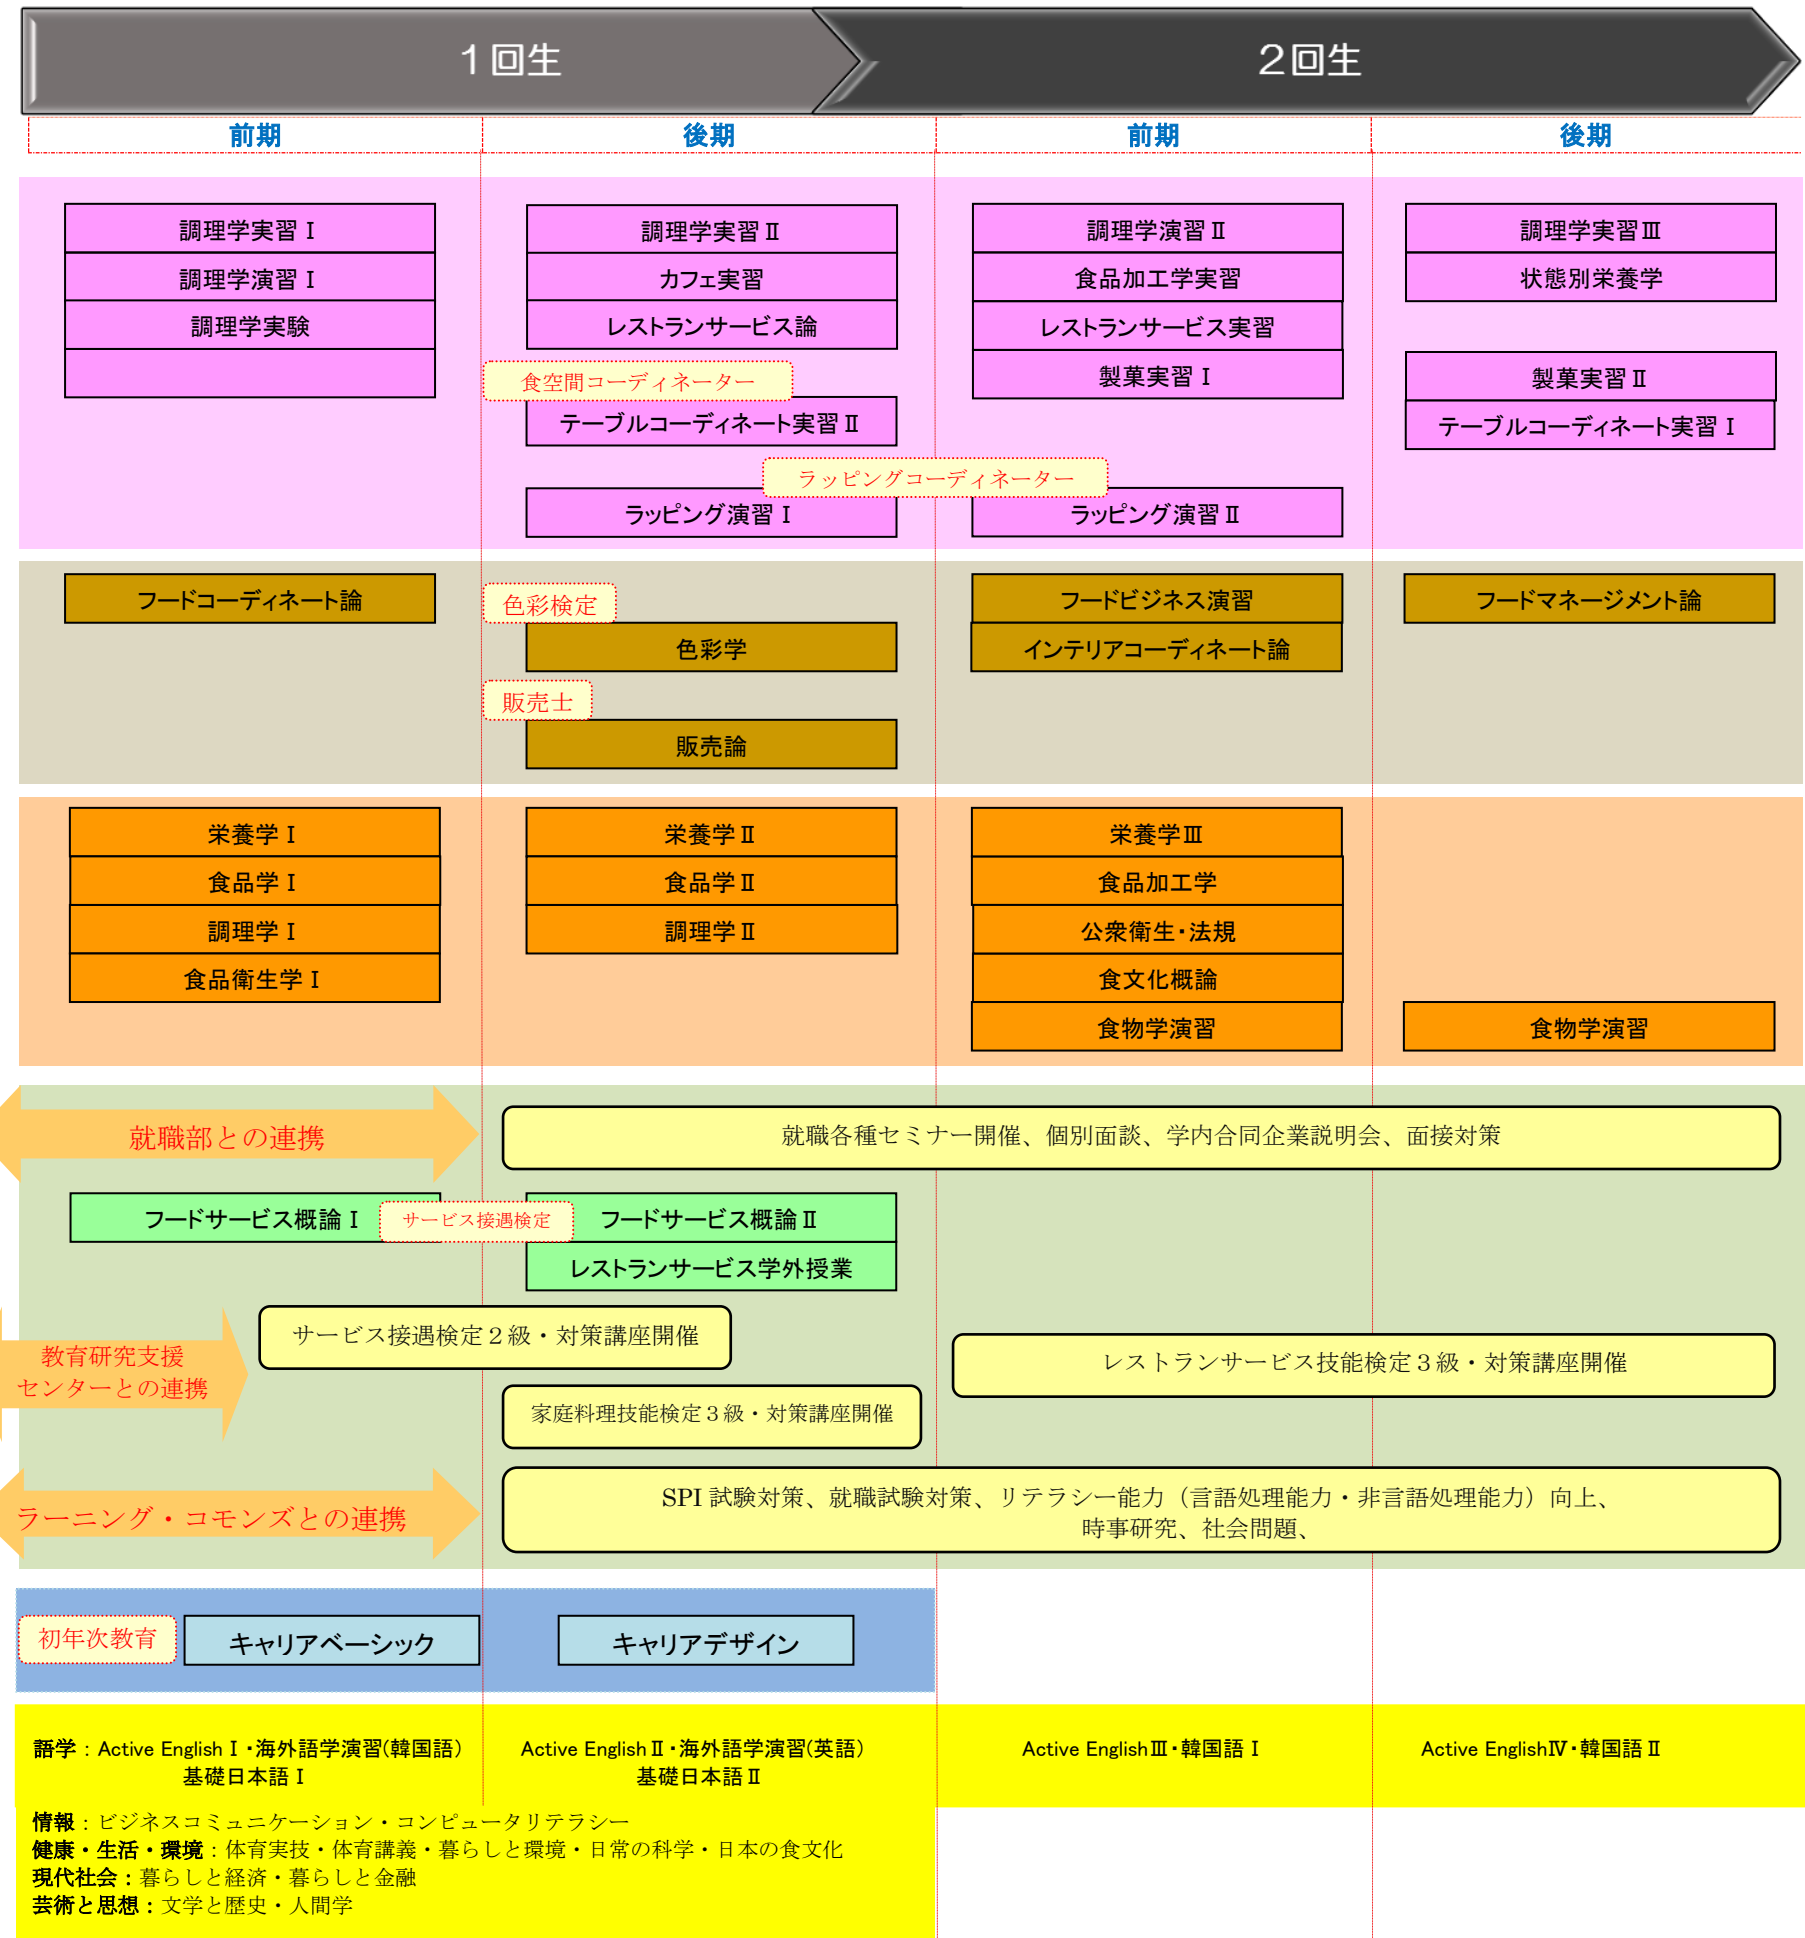 1回生
2回生
前期
後期
前期
後期
調理学実習Ⅰ
調理学実習Ⅱ
調理学演習Ⅱ
調理学実習Ⅲ
調理学演習Ⅰ
カフェ実習
食品加工学実習
状態別栄養学
調理学実験
レストランサービス論
レストランサービス実習
食空間コーディネーター
製菓実習Ⅰ
製菓実習Ⅱ
テーブルコーディネート実習Ⅱ
テーブルコーディネート実習Ⅰ
ラッピングコーディネーター
ラッピング演習Ⅰ
ラッピング演習Ⅱ
フードコーディネート論
色彩検定
フードビジネス演習
フードマネージメント論
色彩学
インテリアコーディネート論
販売士
販売論
栄養学Ⅰ
栄養学Ⅱ
栄養学Ⅲ
食品学Ⅰ
食品学Ⅱ
食品加工学
調理学Ⅰ
調理学Ⅱ
公衆衛生・法規
食品衛生学Ⅰ
食文化概論
食物学演習
食物学演習
就職部との連携
就職各種セミナー開催、個別面談、学内合同企業説明会、面接対策
フードサービス概論Ⅰ
サービス接遇検定
フードサービス概論Ⅱ
レストランサービス学外授業
サービス接遇検定２級・対策講座開催
教育研究支援
センターとの連携
レストランサービス技能検定３級・対策講座開催
家庭料理技能検定３級・対策講座開催
ラーニング・コモンズとの連携
SPI 試験対策、就職試験対策、リテラシー能力（言語処理能力・非言語処理能力）向上、
時事研究、社会問題、
初年次教育
キャリアベーシック
キャリアデザイン
語学：Active EnglishⅠ・海外語学演習(韓国語)
基礎日本語Ⅰ
Active EnglishⅡ・海外語学演習(英語)
基礎日本語Ⅱ
Active EnglishⅢ・韓国語Ⅰ
Active EnglishⅣ・韓国語Ⅱ
情報：ビジネスコミュニケーション・コンピュータリテラシー
健康・生活・環境：体育実技・体育講義・暮らしと環境・日常の科学・日本の食文化
現代社会：暮らしと経済・暮らしと金融
芸術と思想：文学と歴史・人間学